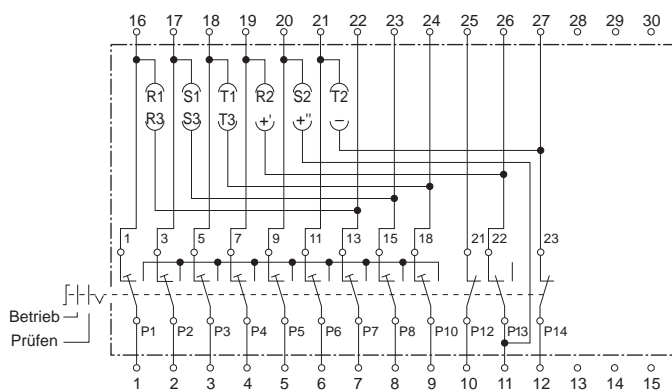 16 17 18 19 20 21 22 23 24 25 26 27 28 29 30
R1 S1 T1 R2 S2 T2
R3 S3 T3 +' +" –
1 3 5 7 9 11 13 15 18 21 22 23
Betrieb
Prüfen
P1 P2 P3 P4 P5 P6 P7 P8 P10 P12 P13 P14
1 2 3 4 5 6 7 8 9 10 11 12 13 14 15